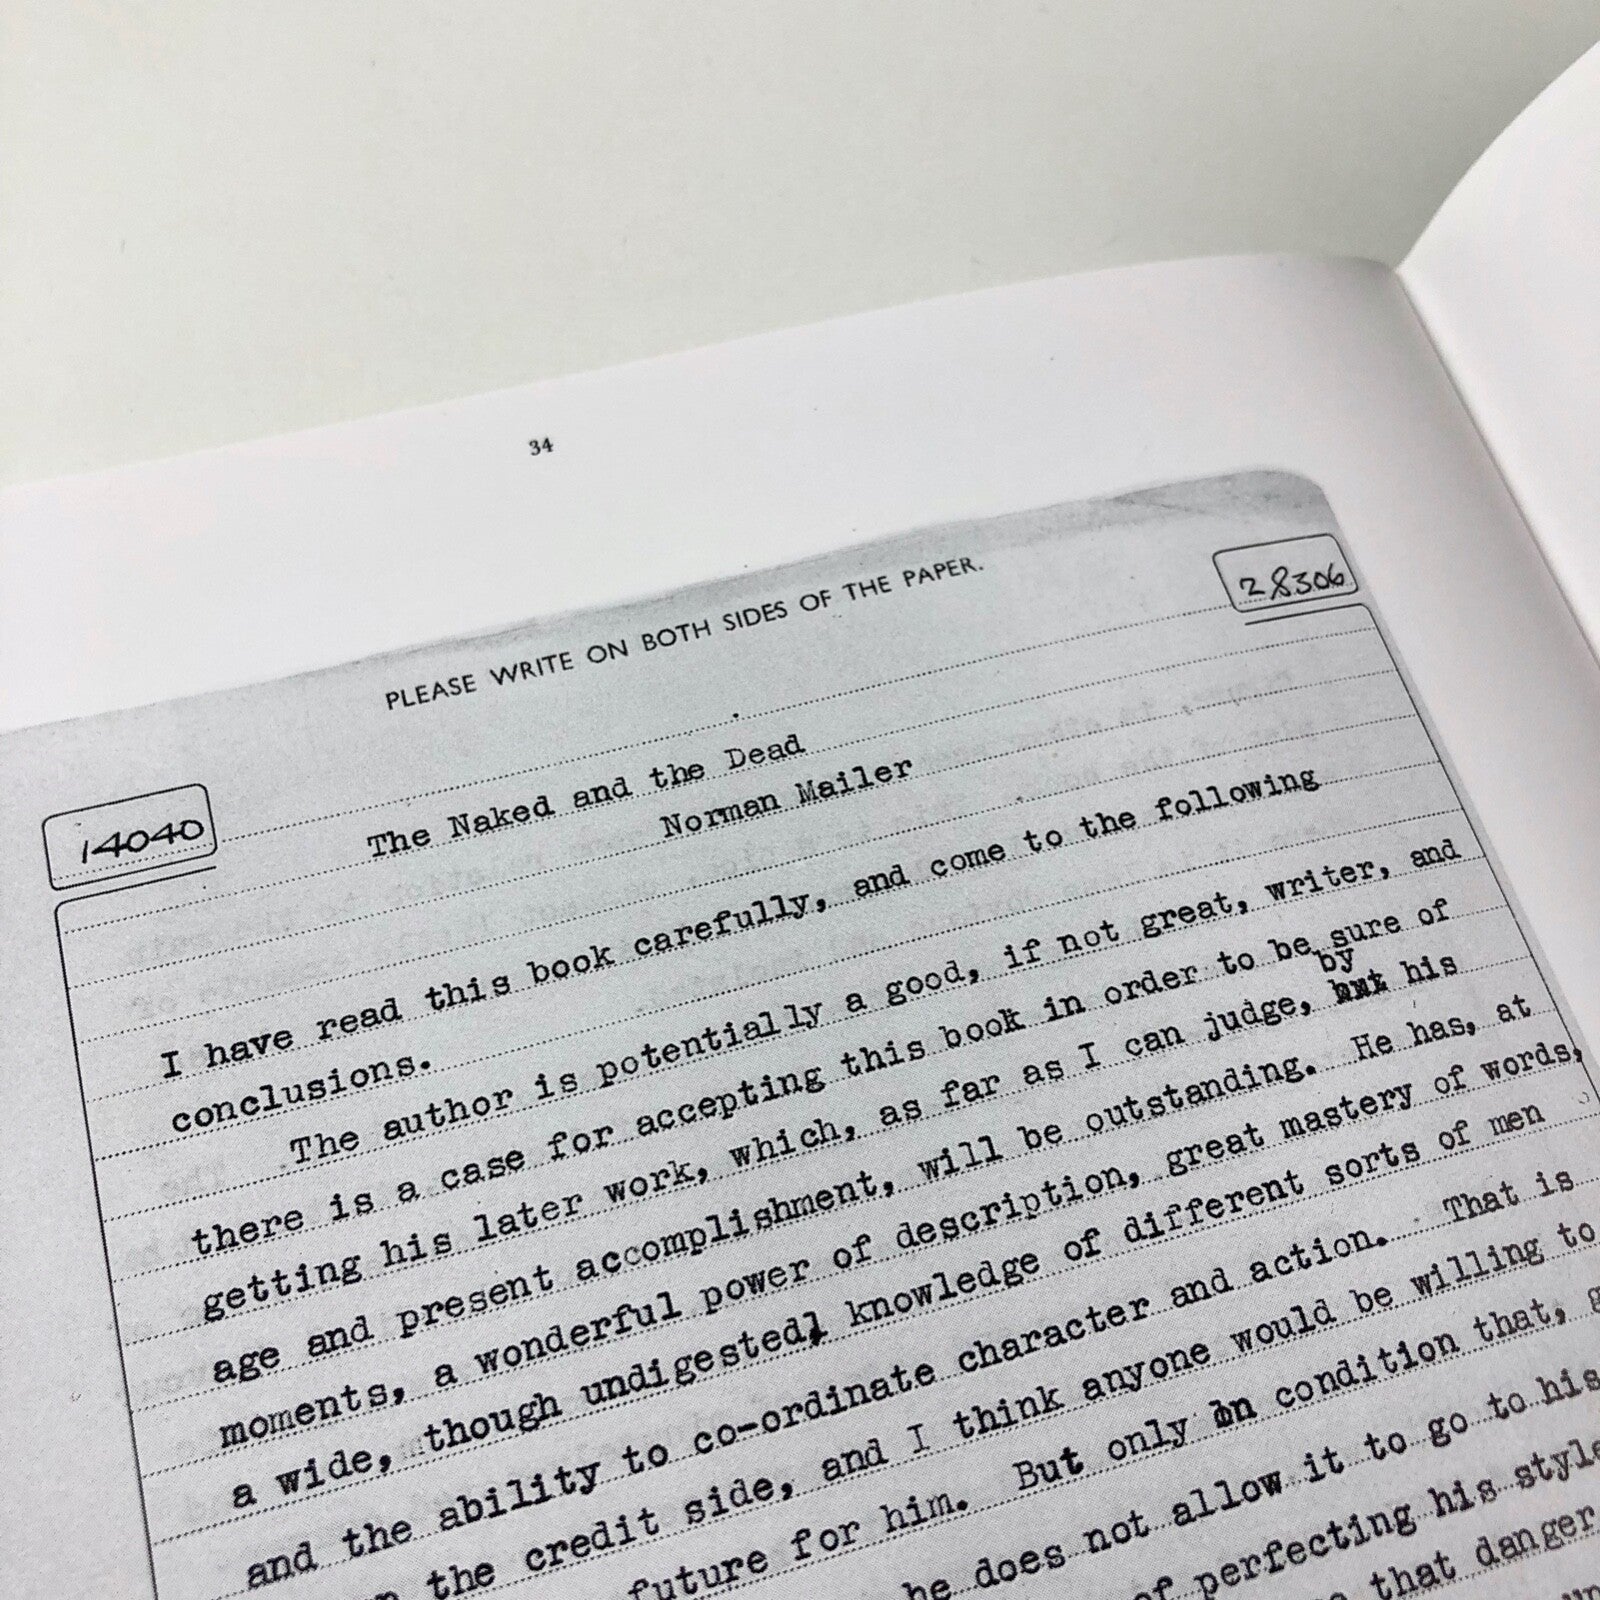 34
PLEASE WRITE ON BOTH SIDES OF THE PAPER.
28306
14040
The Naked and the Dead
Norman Mailer
I have read this book carefully, and come to the following
conclusions.
The author is potentially a good, if not great, writer, and
there is a case for accepting this book in order to be sure of
by
getting his later work, which, as far as I can judge, but his
age and present accomplishment, will be outstanding. He has, at
moments, a wonderful power of description, great mastery of words,
a wide, though undigested, knowledge of different sorts of men
and the ability to co-ordinate character and action. That is
the credit side, and I think anyone would be willing to
future for him. But only on condition that,
he does not allow it to go to his
of perfecting his style
that danger